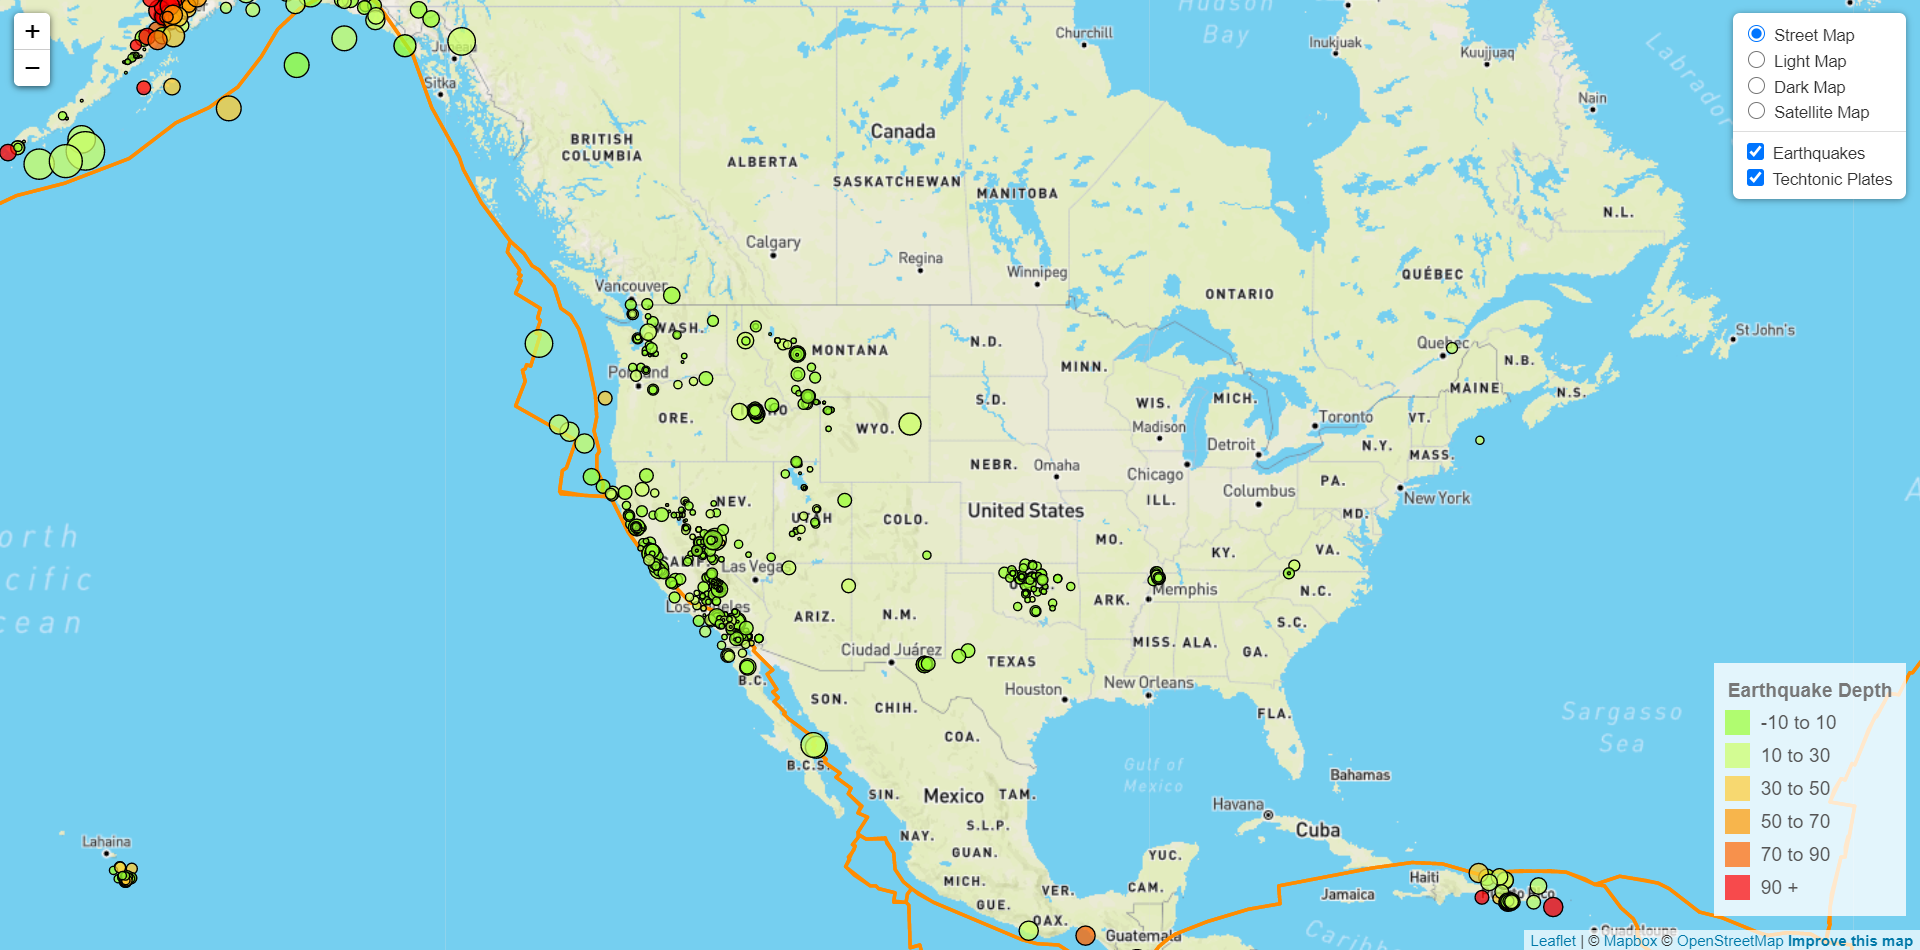 +
−
Street Map
Light Map
Dark Map
Satellite Map
Earthquakes
Techtonic Plates
Hudson
Bay
Churchill
Inukjuak
Kuujjuaq
Labrador
Nain
Juneau
Sitka
BRITISH
COLUMBIA
Canada
ALBERTA
SASKATCHEWAN
MANITOBA
N.L.
Calgary
Regina
Winnipeg
QUÉBEC
ONTARIO
Vancouver
WASH.
MONTANA
N.D.
MINN.
Quebec
N.B.
St John's
Portland
ORE.
WYO.
S.D.
WIS.
MICH.
MAINE
N.S.
Madison
Toronto
VT.
Detroit
N.Y.
MASS.
NEBR.
Omaha
Chicago
PA.
NEV.
UTAH
COLO.
United States
ILL.
Columbus
New York
MD.
MO.
KY.
VA.
CALIF.
Las Vegas
Memphis
ARK.
N.C.
Los Angeles
ARIZ.
N.M.
S.C.
MISS.
ALA.
GA.
Ciudad Juárez
TEXAS
B.C.
SON.
CHIH.
Houston
New Orleans
FLA.
COA.
B.C.S.
Gulf of
Mexico
Bahamas
Sargasso
Sea
SIN.
Mexico
TAM.
Havana
Cuba
NAY.
S.L.P.
GUAN.
YUC.
MICH.
VER.
CAM.
Haiti
Jamaica
GUE.
OAX.
Guatemala
Lahaina
Earthquake Depth
-10 to 10
10 to 30
30 to 50
50 to 70
70 to 90
90 +
Leaflet | © Mapbox © OpenStreetMap Improve this map